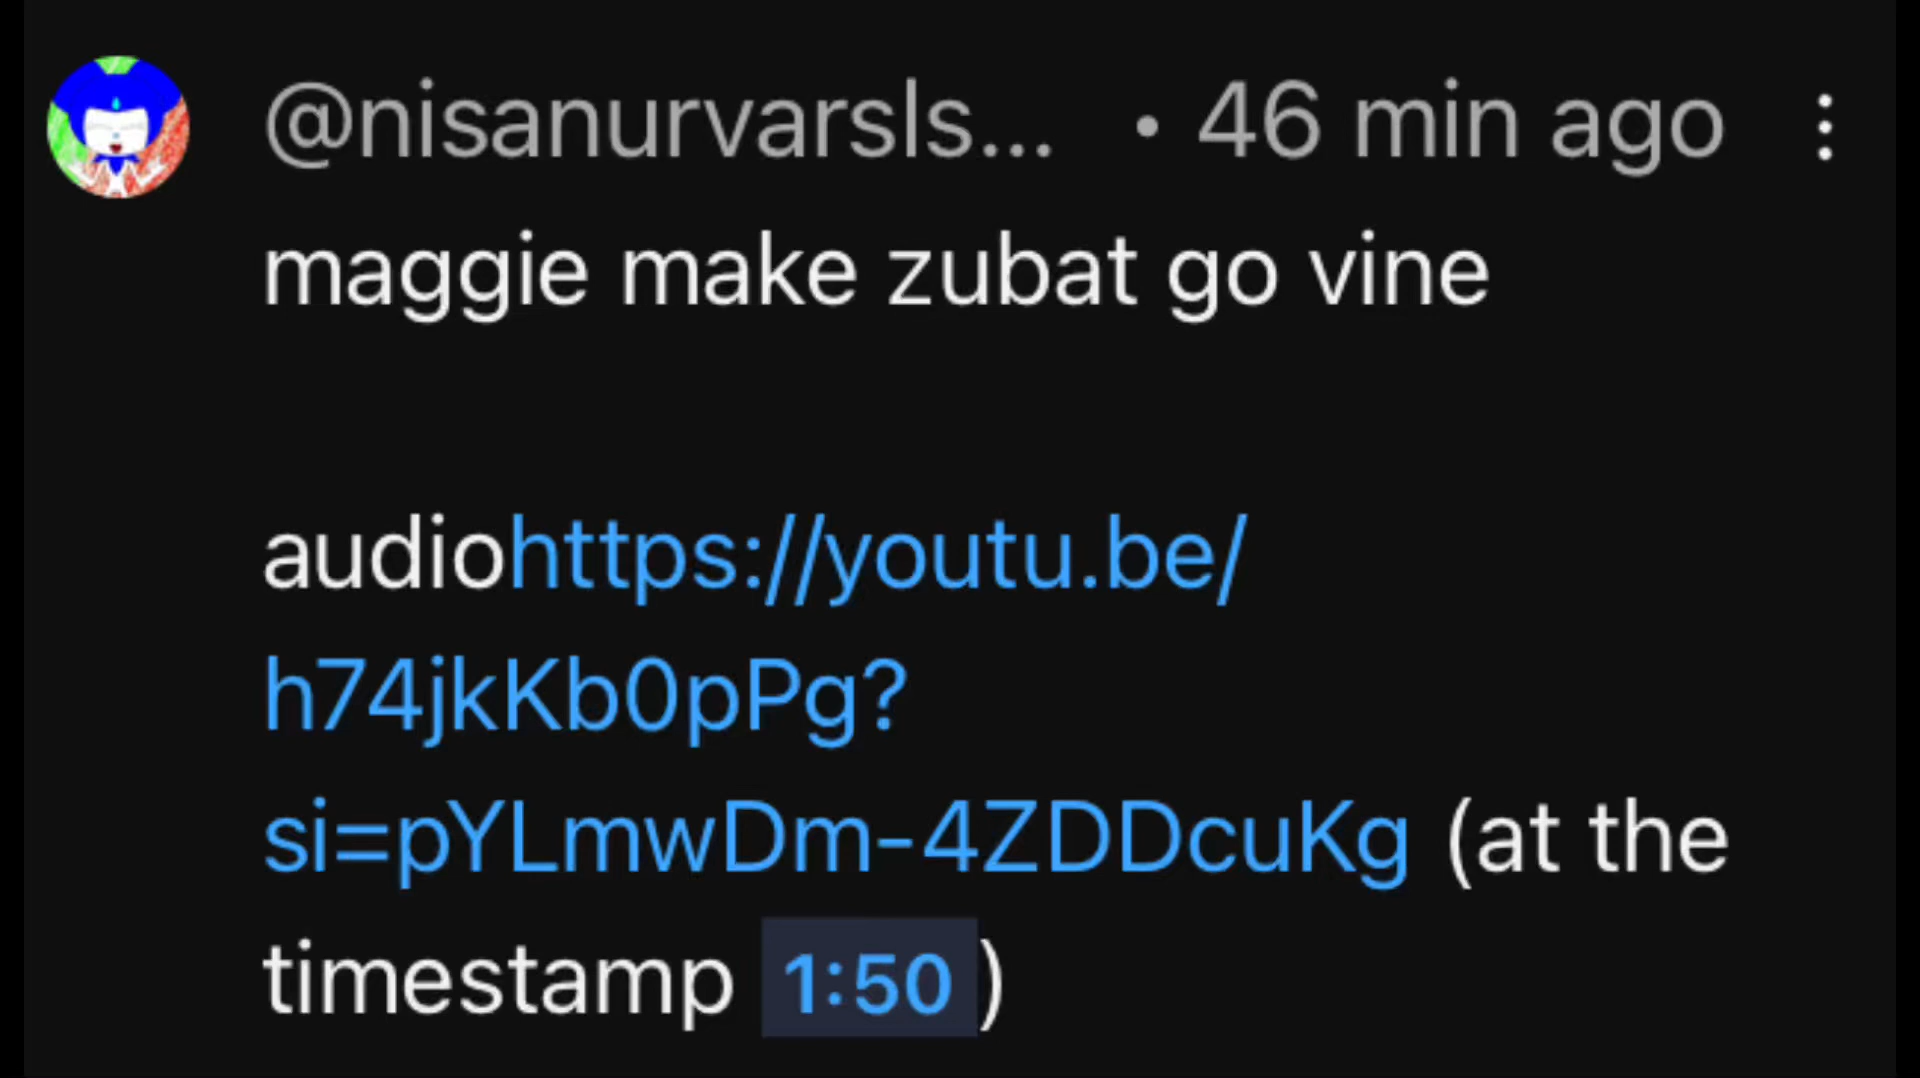 @nisanurvarsls... • 46 min ago
maggie make zubat go vine
audiohttps://youtu.be/
h74jkKb0pPg?
si=pYLmwDm-4ZDDcuKg (at the
timestamp 1:50)